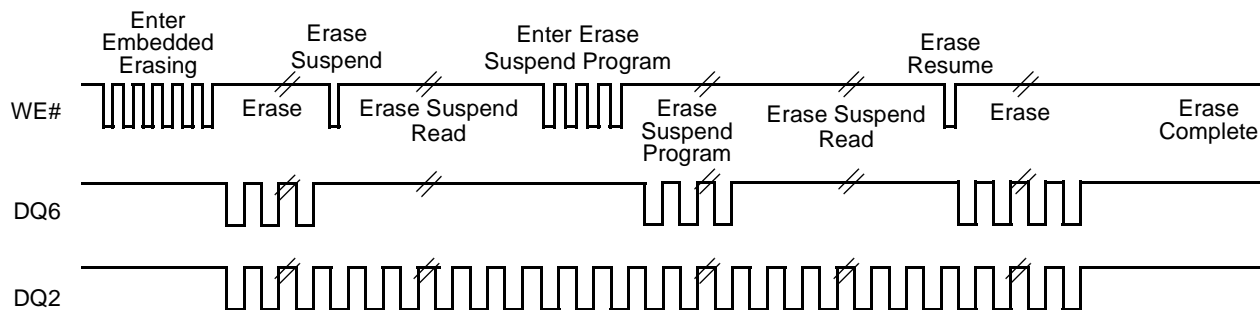 Enter
Embedded
Erasing
Erase
Suspend
Enter Erase
Suspend Program
Erase
Resume
WE#
Erase
Erase Suspend
Read
Erase
Suspend
Program
Erase Suspend
Read
Erase
Erase
Complete
DQ6
DQ2